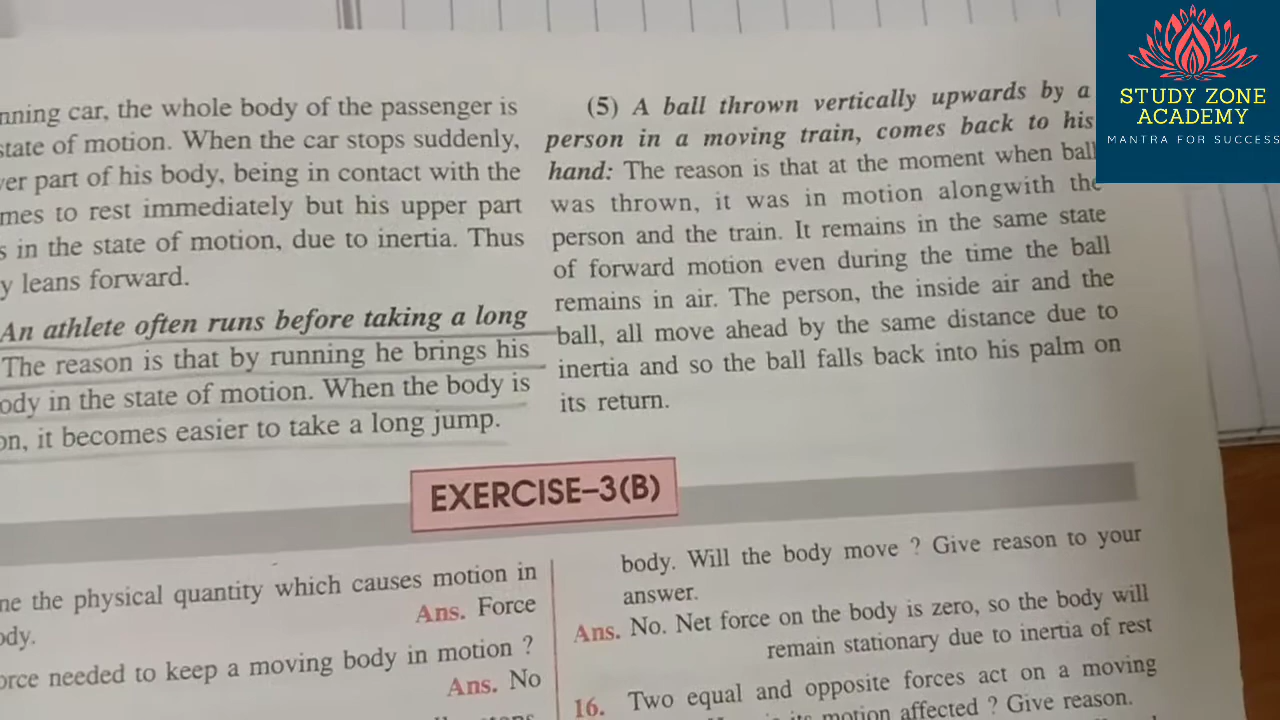 car, the whole body of the passenger is
state of motion. When the car stops suddenly,
part of his body, being in contact with the
to rest immediately but his upper part
in the state of motion, due to inertia. Thus
leans forward.
An athlete often runs before taking a long
The reason is that by running he brings his
in the state of motion. When the body is
it becomes easier to take a long jump.
(5) A ball thrown vertically upwards by a
person in a moving train, comes back to his
hand: The reason is that at the moment when ball
was thrown, it was in motion alongwith the
person and the train. It remains in the same state
of forward motion even during the time the ball
remains in air. The person, the inside air and the
ball, all move ahead by the same distance due to
inertia and so the ball falls back into his palm on
its return.
STUDY ZONE
ACADEMY
MANTRA FOR SUCCESS
EXERCISE–3(B)
the physical quantity which causes motion in
Ans. Force
needed to keep a moving body in motion ?
Ans. No
body. Will the body move ? Give reason to your
answer.
Ans. No. Net force on the body is zero, so the body will
remain stationary due to inertia of rest
16. Two equal and opposite forces act on a moving
its motion affected ? Give reason.